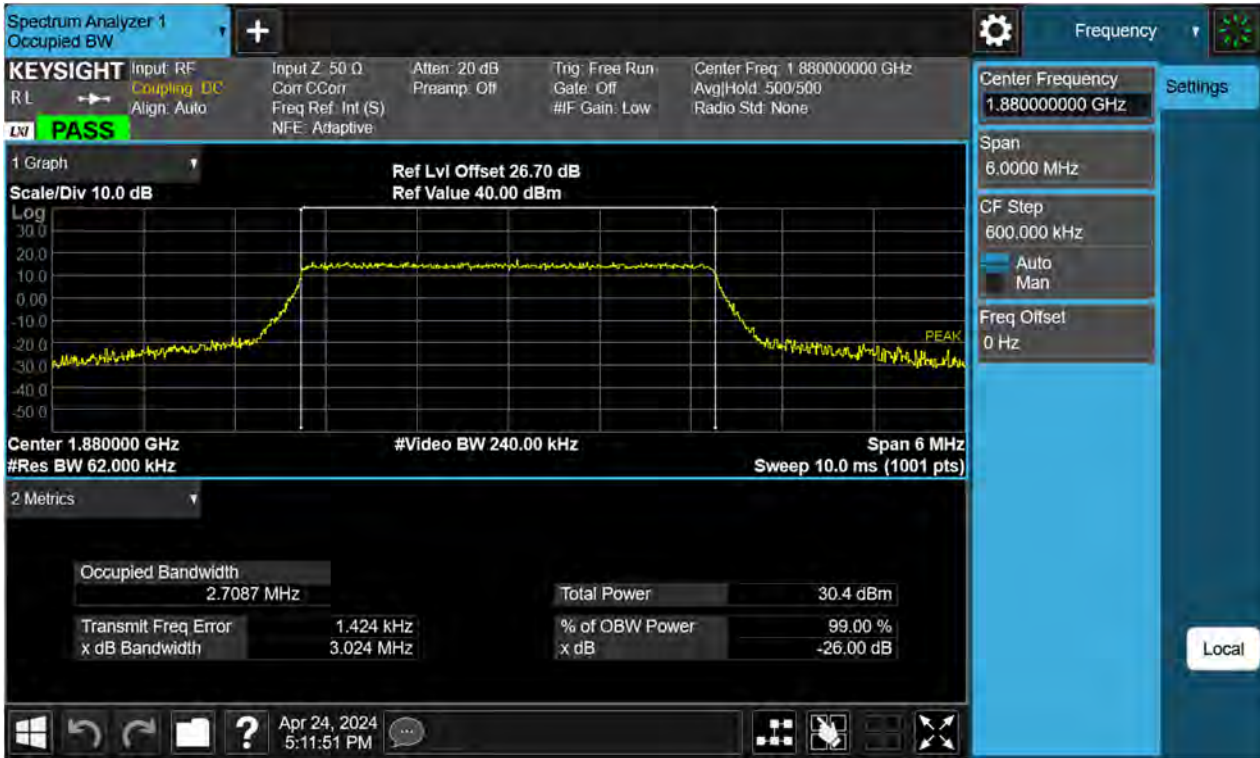 Spectrum Analyzer 1
Occupied BW
Frequency
KEYSIGHT
R L
LXI PASS
Input: RF
Coupling: DC
Align: Auto
Input Z: 50 Ω
Corr CCorr
Freq Ref: Int (S)
NFE: Adaptive
Atten: 20 dB
Preamp: Off
Trig: Free Run
Gate: Off
#IF Gain: Low
Center Freq: 1.880000000 GHz
Avg|Hold: 500/500
Radio Std: None
Center Frequency
1.880000000 GHz
Settings
Span
6.0000 MHz
CF Step
600.000 kHz
Auto
Man
Freq Offset
0 Hz
Local
1 Graph
Scale/Div 10.0 dB
Ref Lvl Offset 26.70 dB
Ref Value 40.00 dBm
Log
30.0
20.0
10.0
0.00
-10.0
-20.0
-30.0
-40.0
-50.0
PEAK
Center 1.880000 GHz
#Video BW 240.00 kHz
Span 6 MHz
#Res BW 62.000 kHz
Sweep 10.0 ms (1001 pts)
2 Metrics
Occupied Bandwidth
2.7087 MHz
Total Power 30.4 dBm
Transmit Freq Error 1.424 kHz
% of OBW Power 99.00 %
x dB Bandwidth 3.024 MHz
x dB -26.00 dB
?
Apr 24, 2024
5:11:51 PM